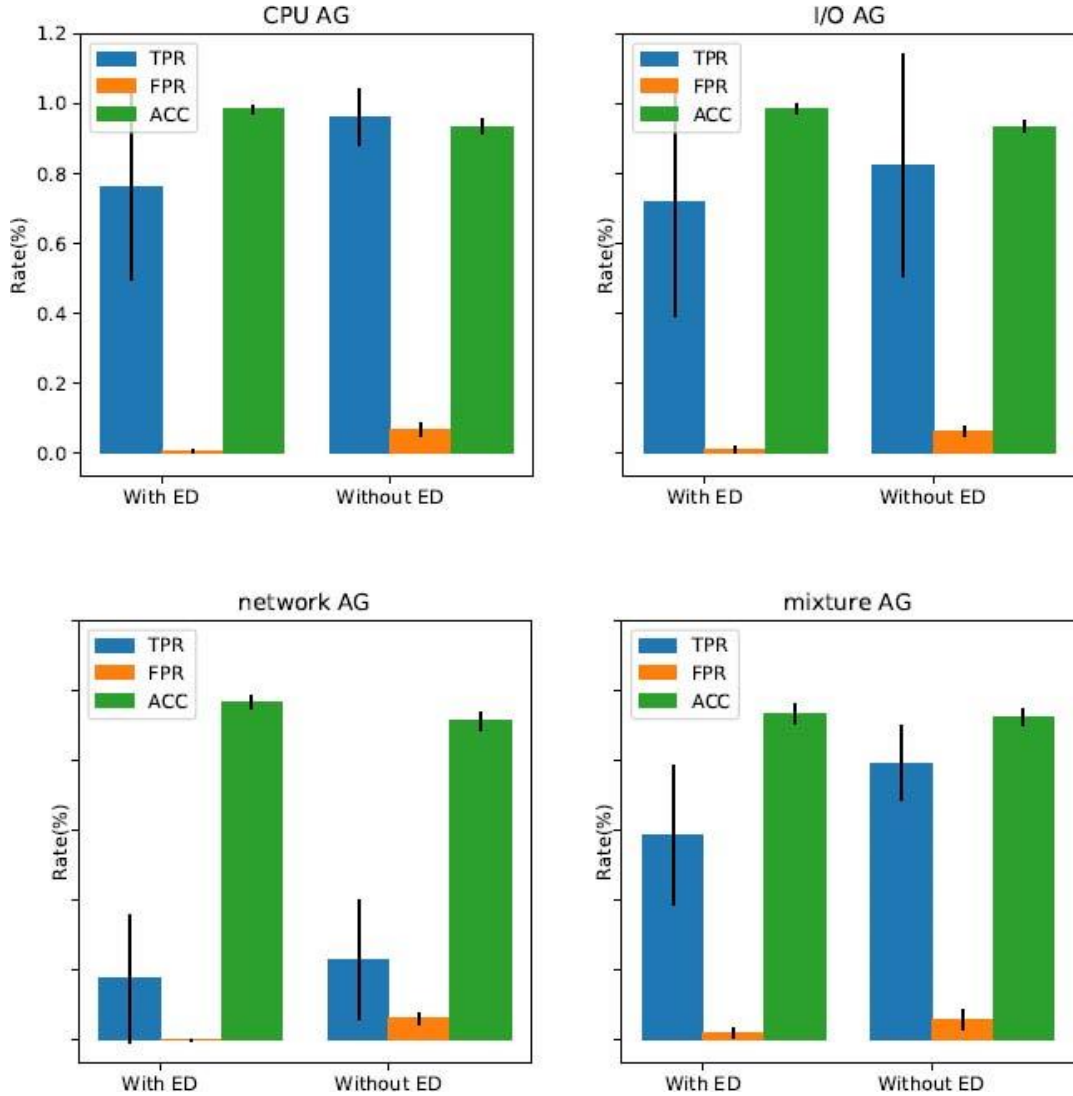 CPU AG
I/O AG
1.2
1.0
0.8
0.6
0.4
0.2
0.0
Rate(%)
TPR
FPR
ACC
With ED
Without ED
Rate(%)
TPR
FPR
ACC
With ED
Without ED
network AG
mixture AG
Rate(%)
TPR
FPR
ACC
With ED
Without ED
Rate(%)
TPR
FPR
ACC
With ED
Without ED